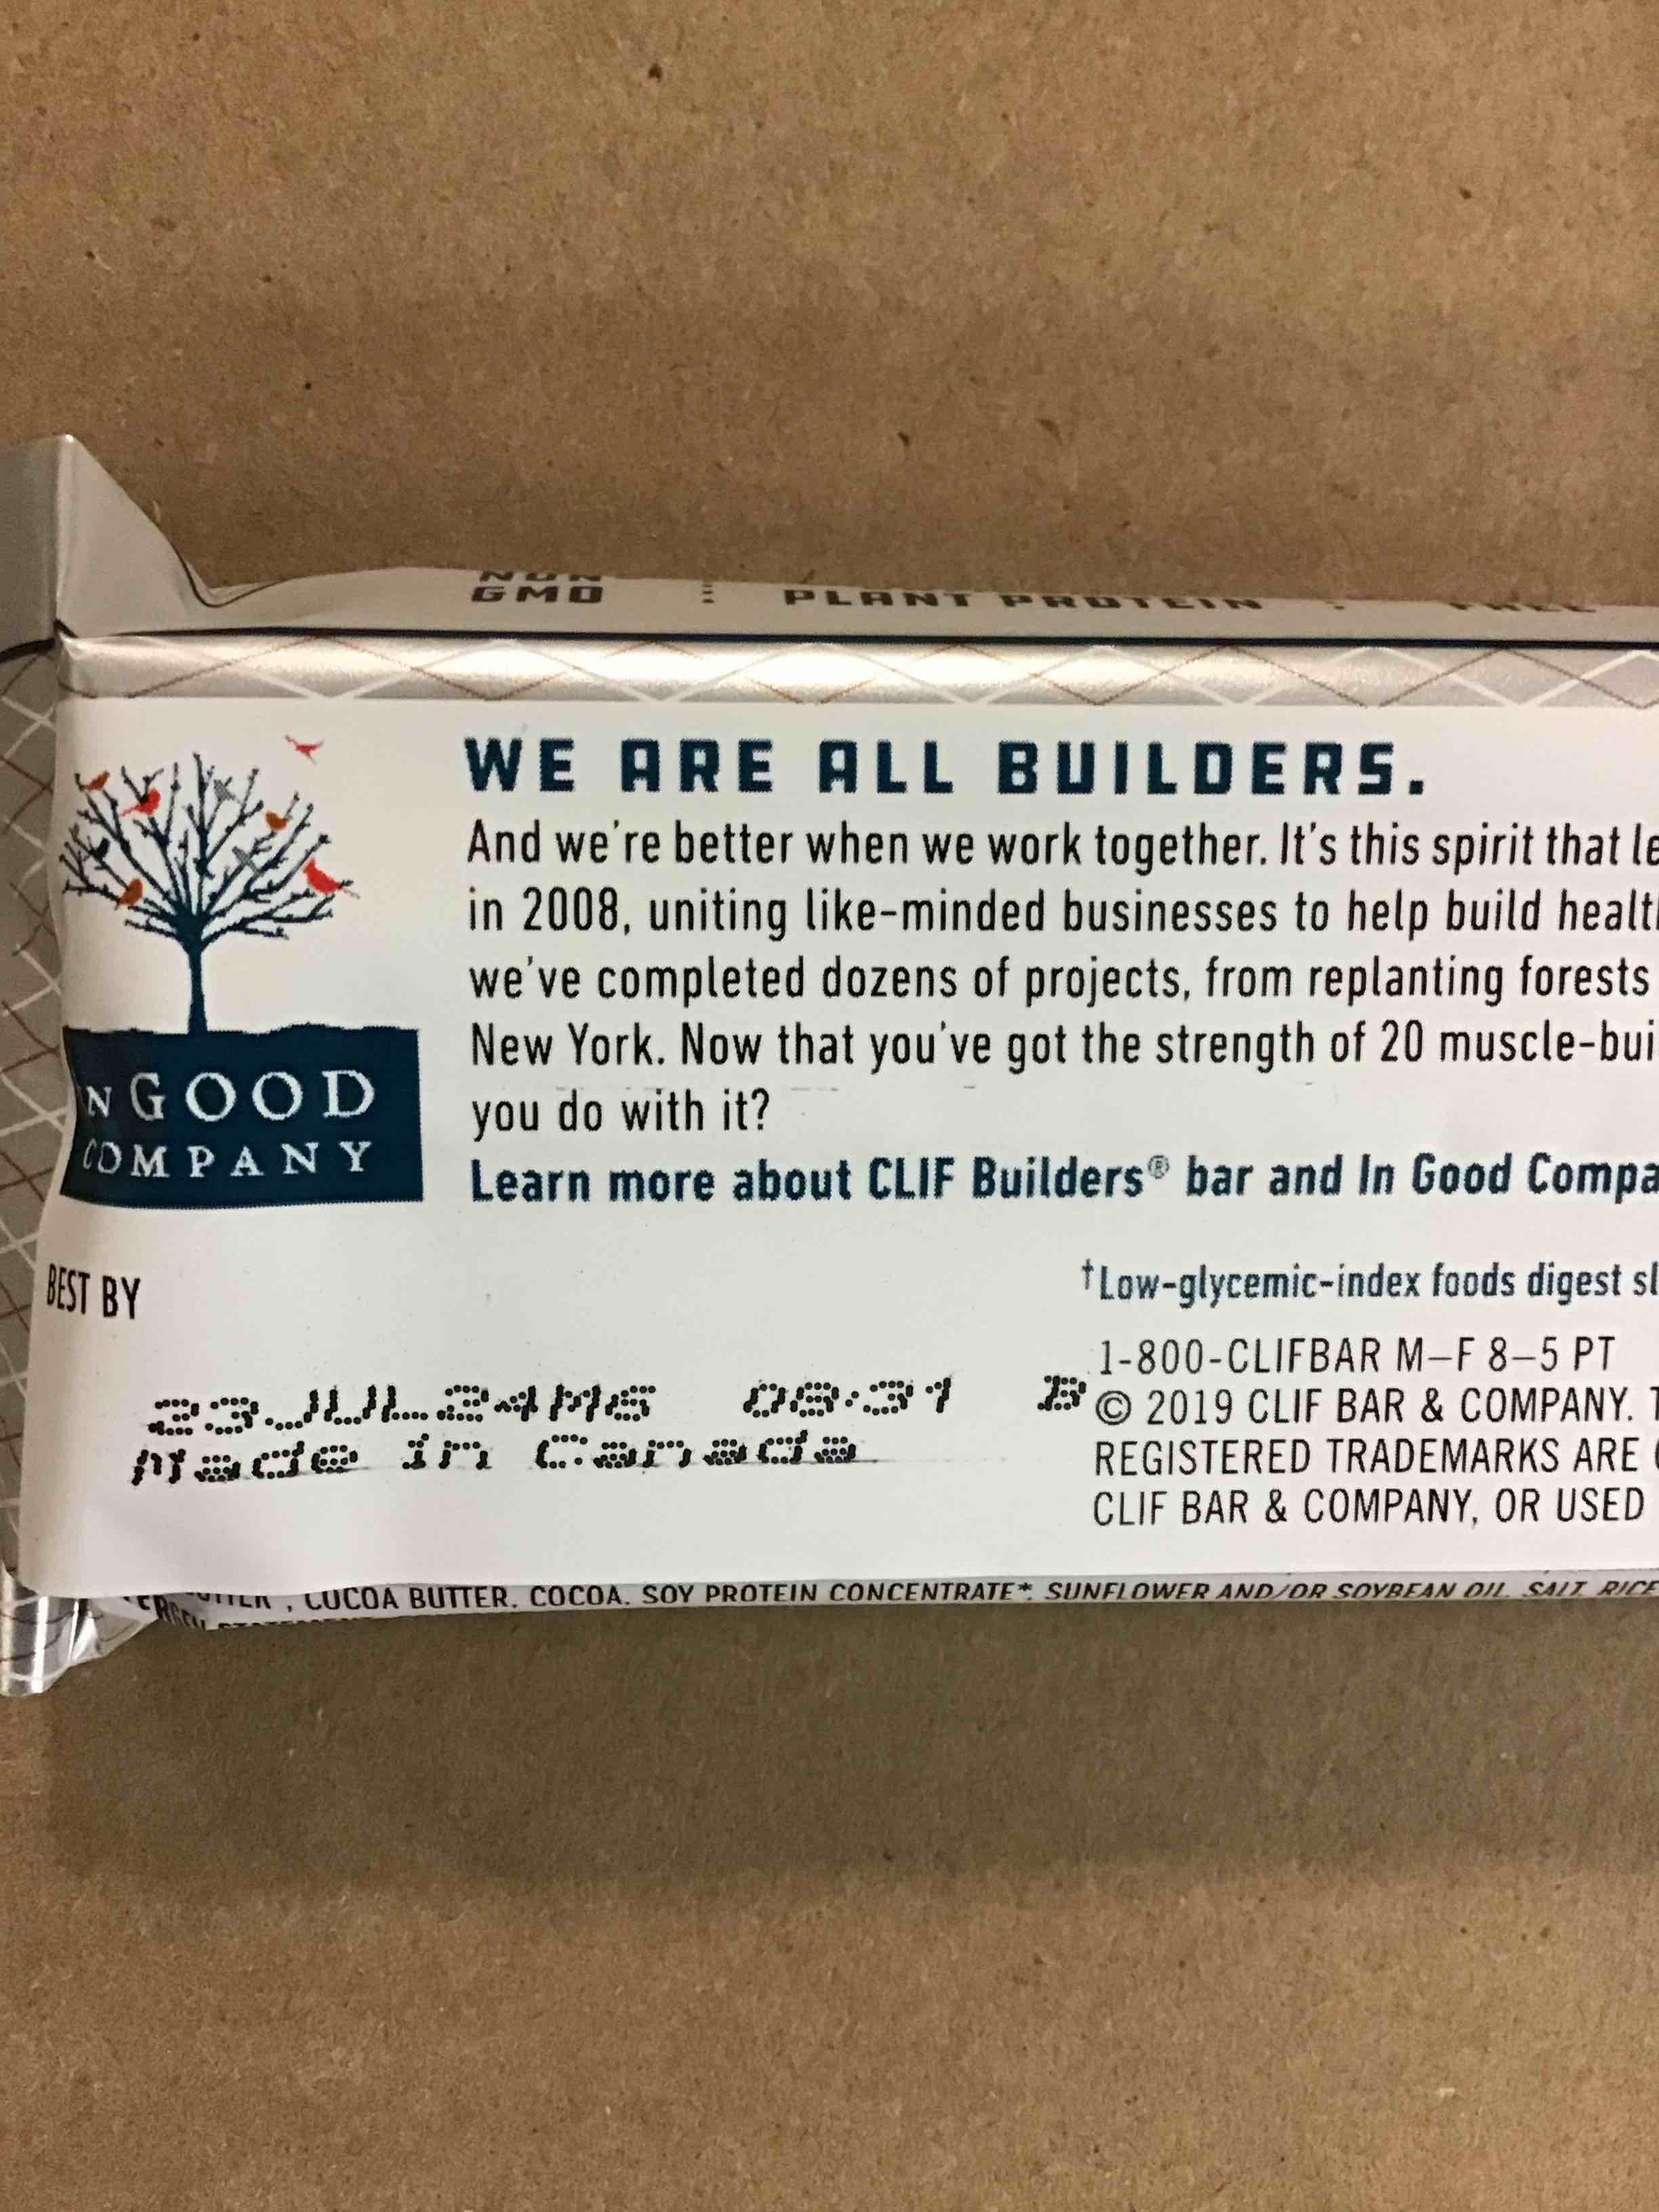 GMO : PLANT PROTEIN :
WE ARE ALL BUILDERS.
And we're better when we work together. It's this spirit that le
in 2008, uniting like-minded businesses to help build healt
we've completed dozens of projects, from replanting forests
New York. Now that you've got the strength of 20 muscle-bui
you do with it?
Learn more about CLIF Builders® bar and In Good Compa
N GOOD
COMPANY
BEST BY
†Low-glycemic-index foods digest sl
1-800-CLIFBAR M–F 8–5 PT
© 2019 CLIF BAR & COMPANY. T
REGISTERED TRADEMARKS ARE
CLIF BAR & COMPANY, OR USED
Made in Canada
COCOA BUTTER, COCOA, SOY PROTEIN CONCENTRATE*, SUNFLOWER AND/OR SOYBEAN OIL, SALT, RICE